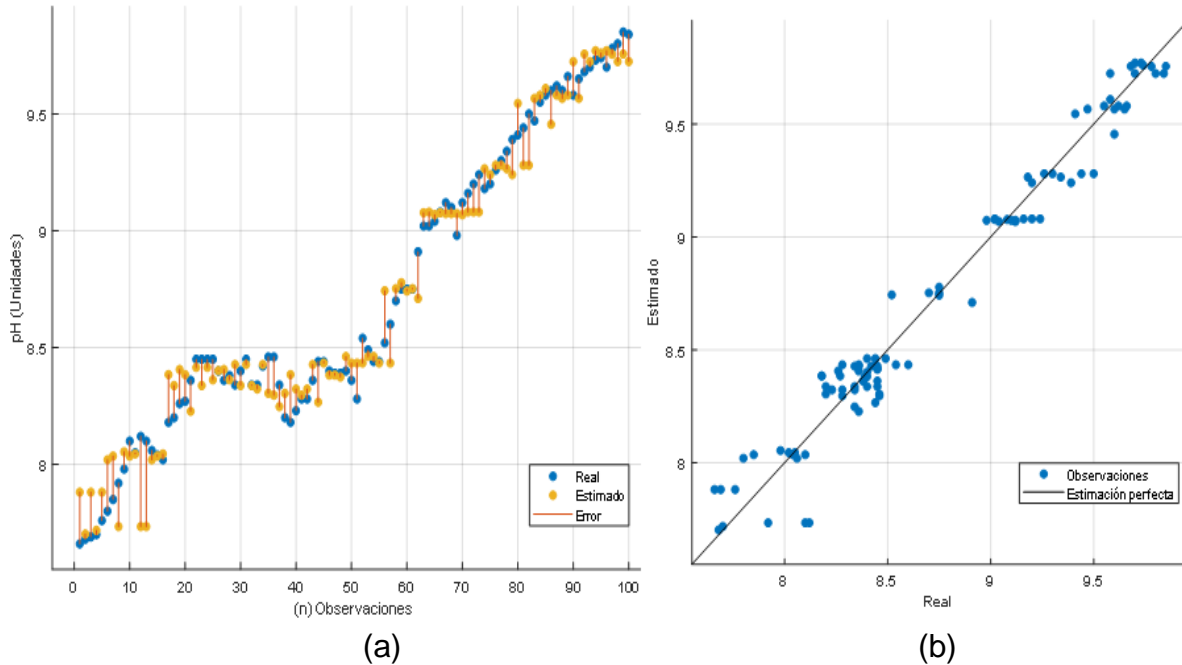 pH (Unidades)
9.5
9
8.5
8
0 10 20 30 40 50 60 70 80 90 100
(n) Observaciones
Real
Estimado
Error
(a)
Estimado
9.5
9
8.5
8
8 8.5 9 9.5
Real
Observaciones
Estimación perfecta
(b)